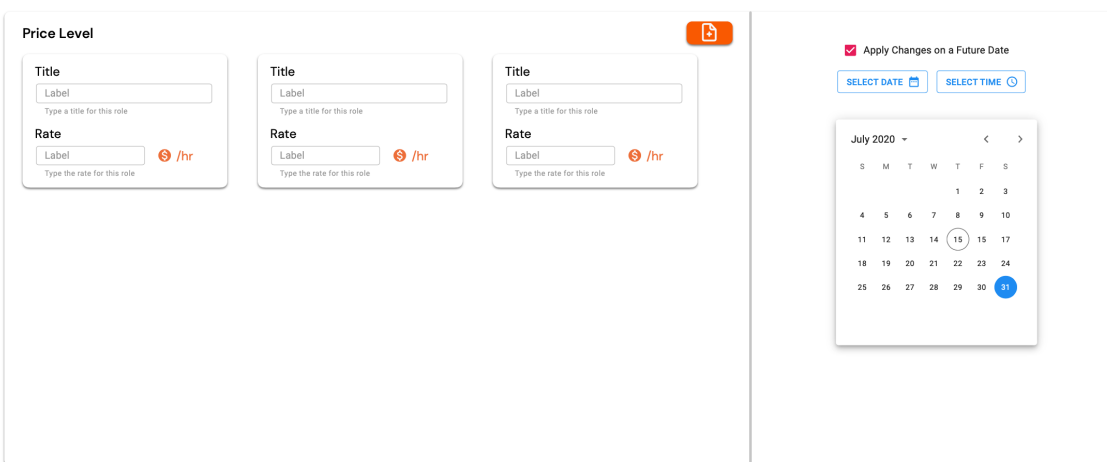 Price Level
Title
Label
Type a title for this role
Rate
Label
$ /hr
Type the rate for this role
Title
Label
Type a title for this role
Rate
Label
$ /hr
Type the rate for this role
Title
Label
Type a title for this role
Rate
Label
$ /hr
Type the rate for this role
Apply Changes on a Future Date
SELECT DATE
SELECT TIME
July 2020
S M T W T F S
1 2 3
4 5 6 7 8 9 10
11 12 13 14 15 15 17
18 19 20 21 22 23 24
25 26 27 28 29 30 31